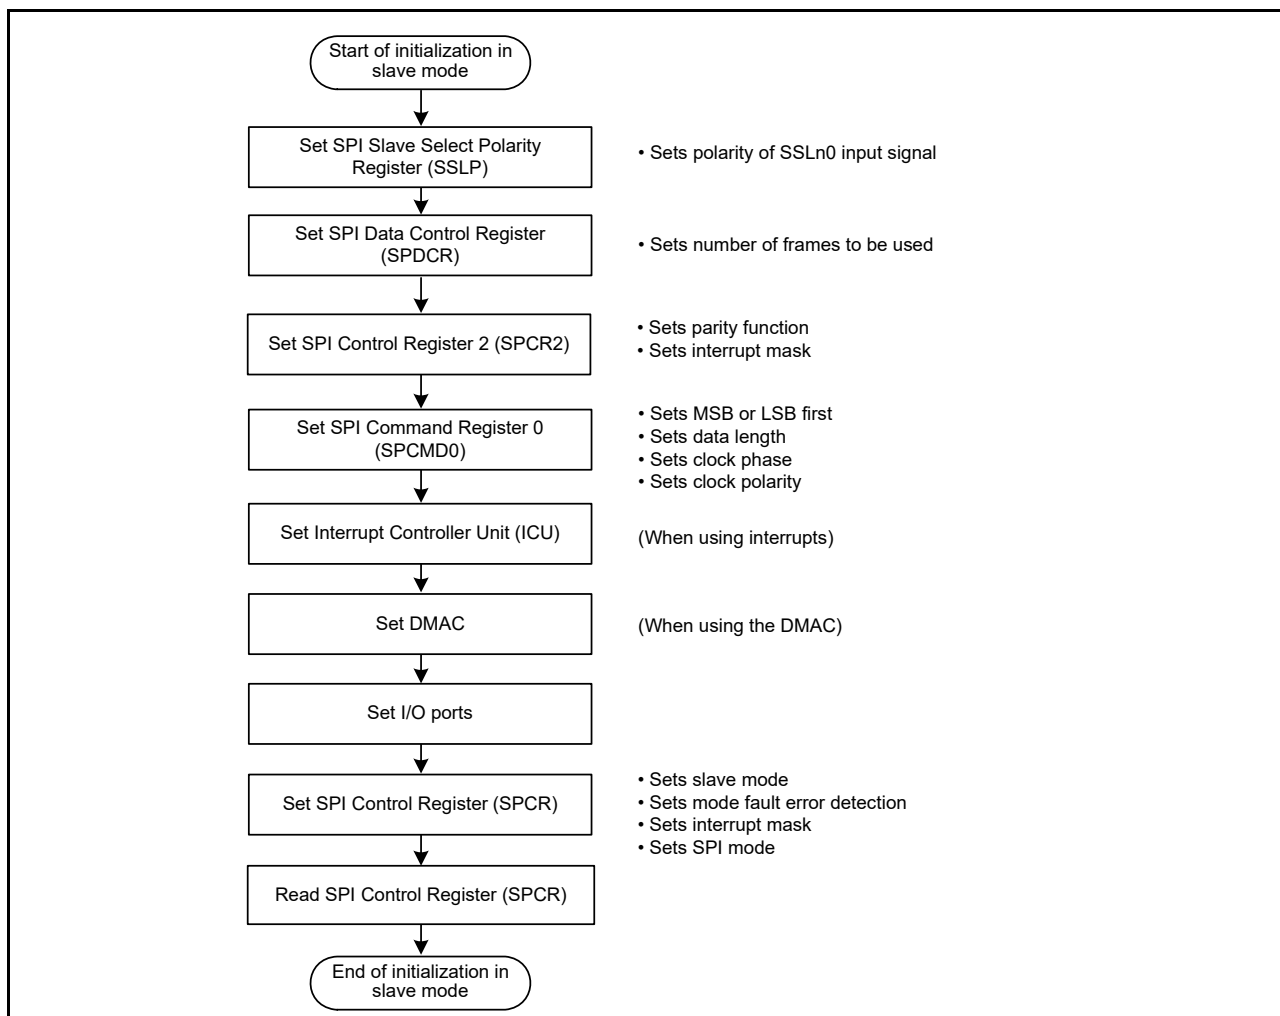 Start of initialization in
slave mode
Set SPI Slave Select Polarity
Register (SSLP)
• Sets polarity of SSLn0 input signal
Set SPI Data Control Register
(SPDCR)
• Sets number of frames to be used
Set SPI Control Register 2 (SPCR2)
• Sets parity function
• Sets interrupt mask
Set SPI Command Register 0
(SPCMD0)
• Sets MSB or LSB first
• Sets data length
• Sets clock phase
• Sets clock polarity
Set Interrupt Controller Unit (ICU)
(When using interrupts)
Set DMAC
(When using the DMAC)
Set I/O ports
Set SPI Control Register (SPCR)
• Sets slave mode
• Sets mode fault error detection
• Sets interrupt mask
• Sets SPI mode
Read SPI Control Register (SPCR)
End of initialization in
slave mode